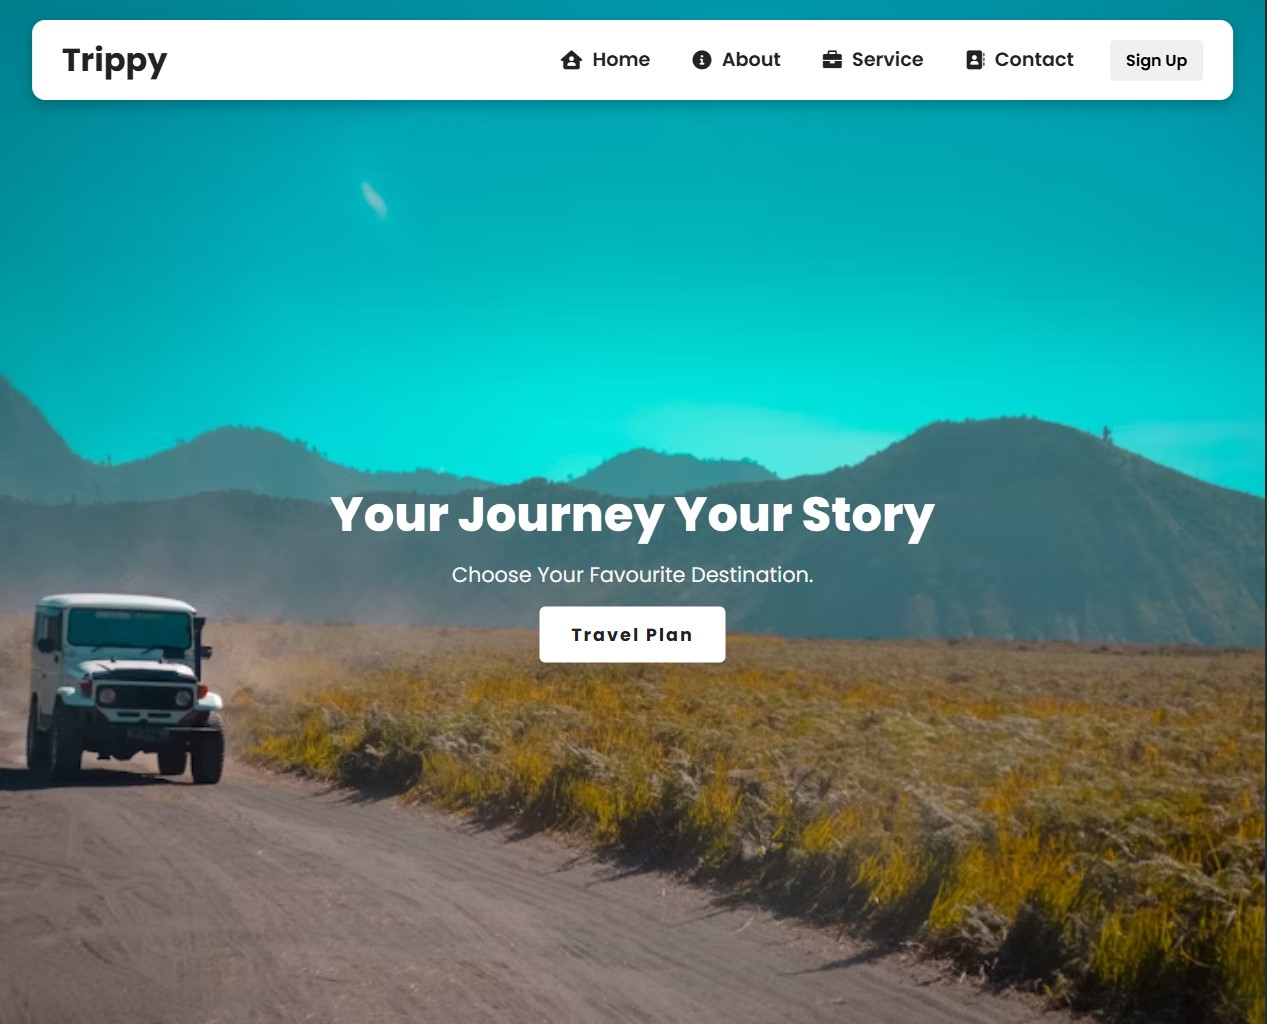 Trippy
Home About Service Contact Sign Up
Your Journey Your Story
Choose Your Favourite Destination.
Travel Plan